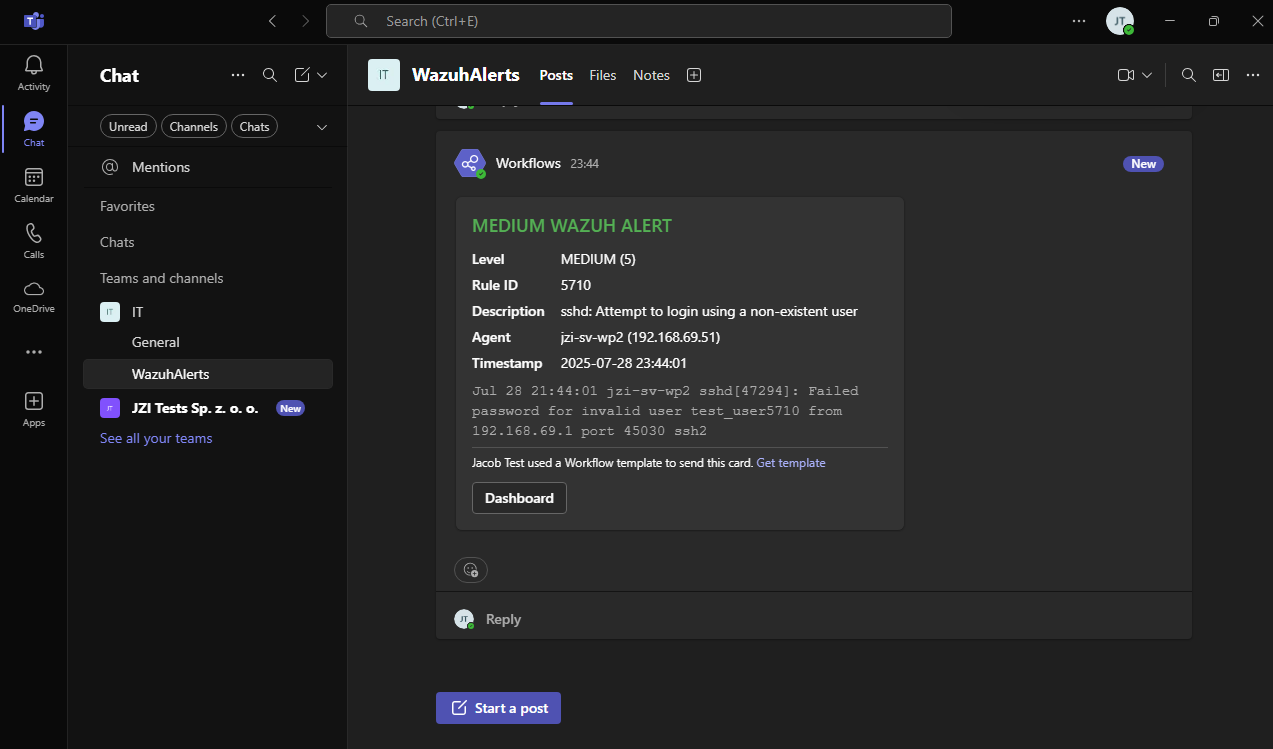 Search (Ctrl+E)
JT
Activity
Chat
Calendar
Calls
OneDrive
Apps
Chat
Unread
Channels
Chats
@ Mentions
Favorites
Chats
Teams and channels
IT IT
General
WazuhAlerts
JT JZI Tests Sp. z. o. o. New
See all your teams
IT WazuhAlerts Posts Files Notes
Workflows 23:44 New
MEDIUM WAZUH ALERT
Level MEDIUM (5)
Rule ID 5710
Description sshd: Attempt to login using a non-existent user
Agent jzi-sv-wp2 (192.168.69.51)
Timestamp 2025-07-28 23:44:01
Jul 28 21:44:01 jzi-sv-wp2 sshd[47294]: Failed
password for invalid user test_user5710 from
192.168.69.1 port 45030 ssh2
Jacob Test used a Workflow template to send this card. Get template
Dashboard
JT Reply
Start a post